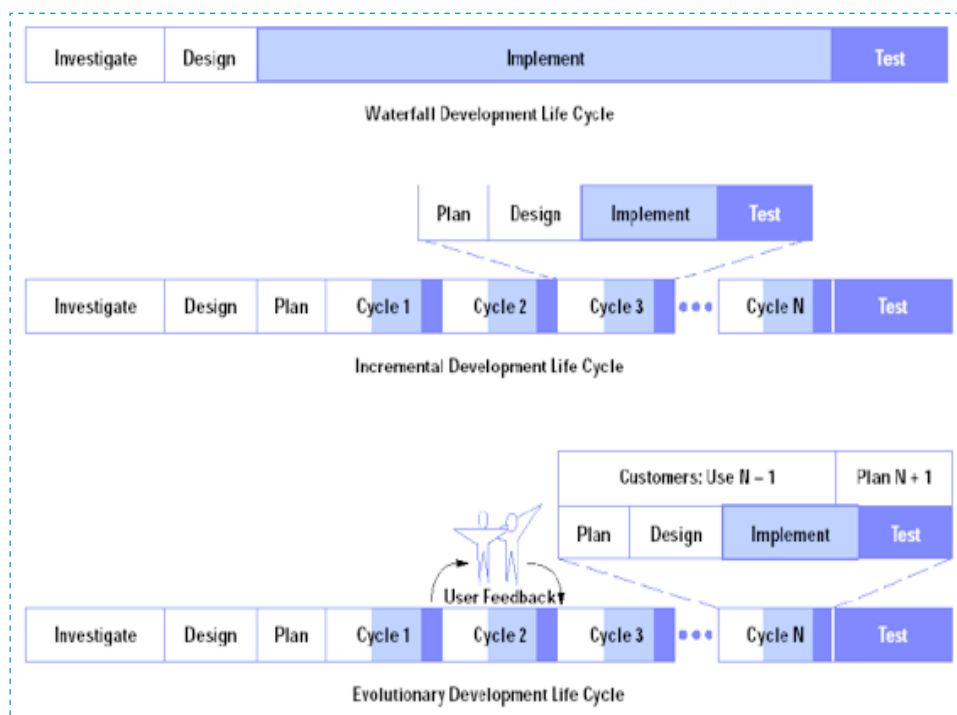 Investigate Design Implement Test
Waterfall Development Life Cycle
Plan Design Implement Test
Investigate Design Plan Cycle 1 Cycle 2 Cycle 3 Cycle N Test
Incremental Development Life Cycle
Customers: Use N – 1 Plan N + 1
Plan Design Implement Test
User Feedback
Investigate Design Plan Cycle 1 Cycle 2 Cycle 3 Cycle N Test
Evolutionary Development Life Cycle